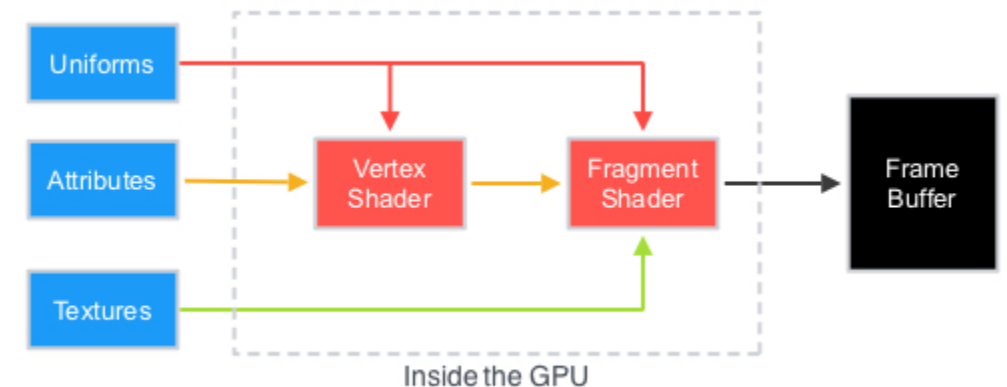 Uniforms
Attributes
Textures
Vertex
Shader
Fragment
Shader
Frame
Buffer
Inside the GPU